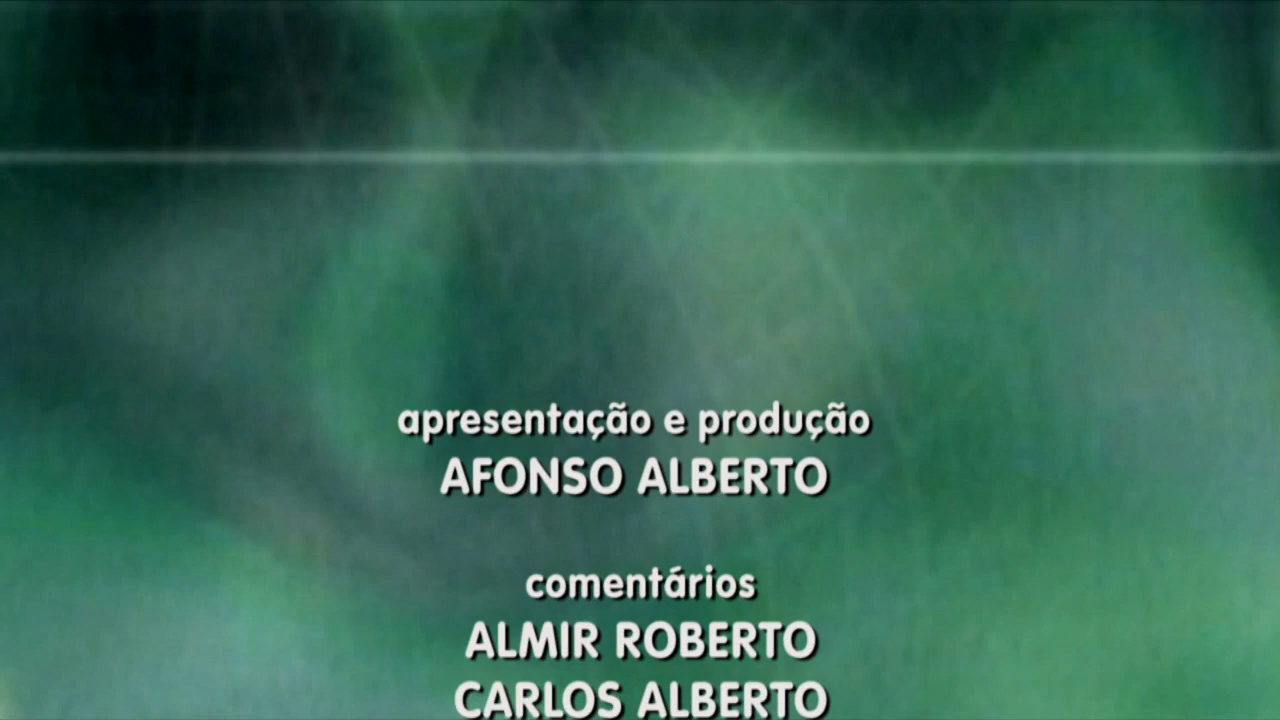 apresentação e produção
AFONSO ALBERTO
comentários
ALMIR ROBERTO
CARLOS ALBERTO